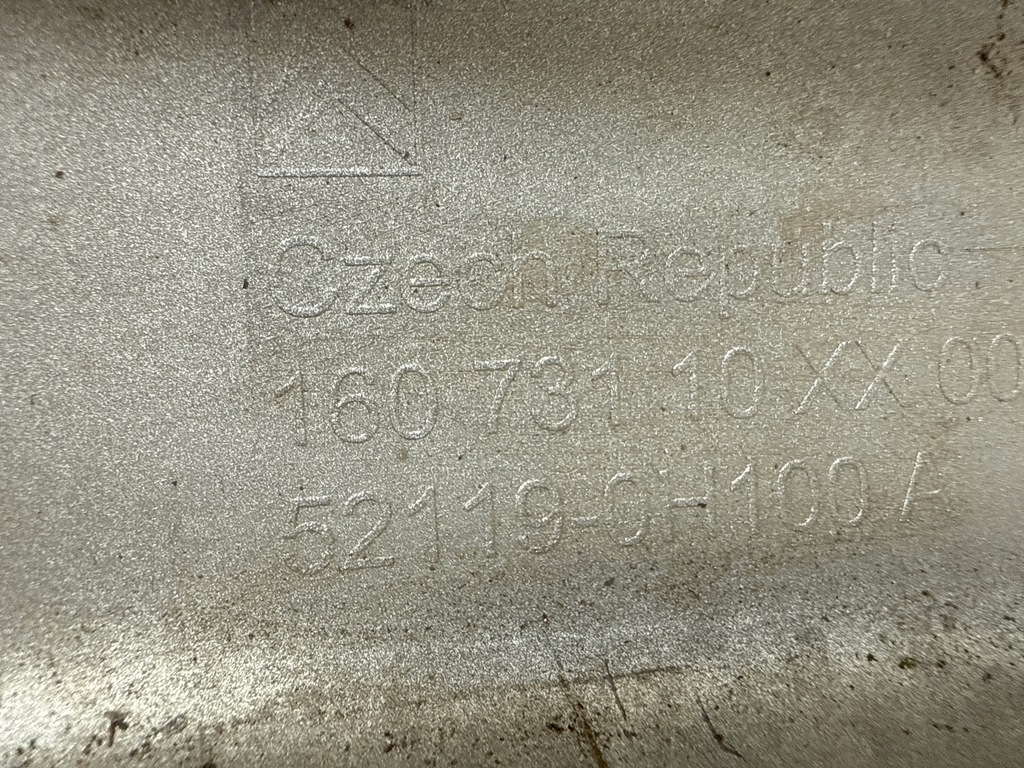 Czech Republic
160 731 10 XX 00
52119-0H100 A